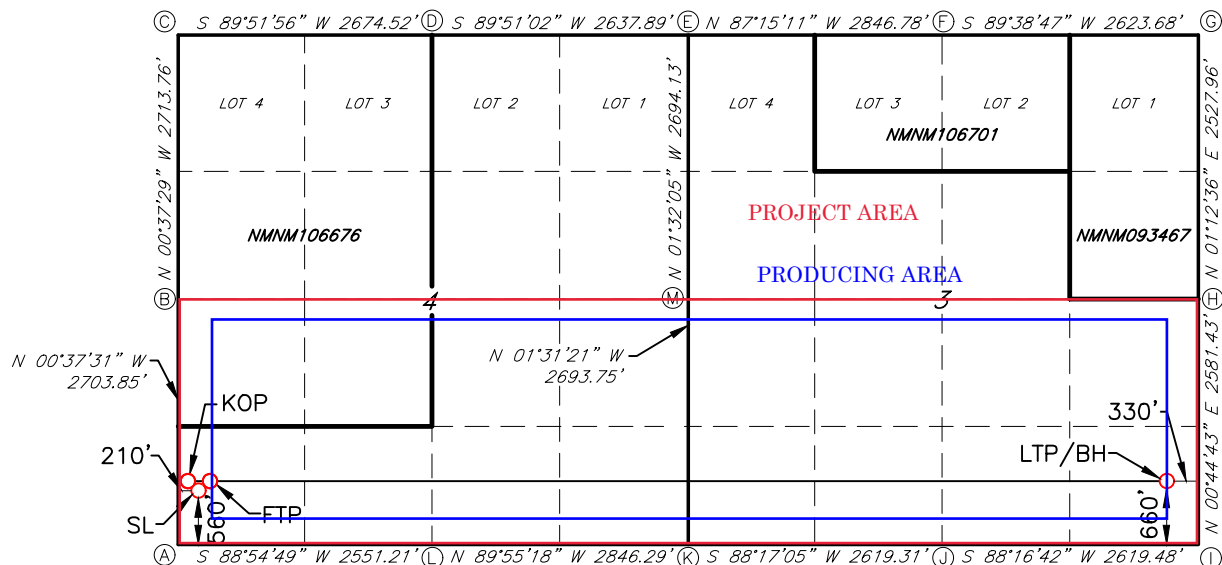 C S 89°51'56" W 2674.52' D S 89°51'02" W 2637.89' E N 87°15'11" W 2846.78' F S 89°38'47" W 2623.68' G
N 00°37'29" W 2713.76'
LOT 4 LOT 3 LOT 2 LOT 1
N 01°32'05" W 2694.13'
LOT 4 LOT 3 LOT 2 LOT 1
N 01°12'36" E 2527.96'
NMNM106701
PROJECT AREA
NMNM106676
NMNM093467
PRODUCING AREA
B 4 M 3 H
N 00°37'31" W
2703.85'
N 01°31'21" W
2693.75'
N 00°44'43" E 2581.43'
KOP
330'
210'
LTP/BH
SL
560'
FTP
660'
A S 88°54'49" W 2551.21' L N 89°55'18" W 2846.29' K S 88°17'05" W 2619.31' J S 88°16'42" W 2619.48' I